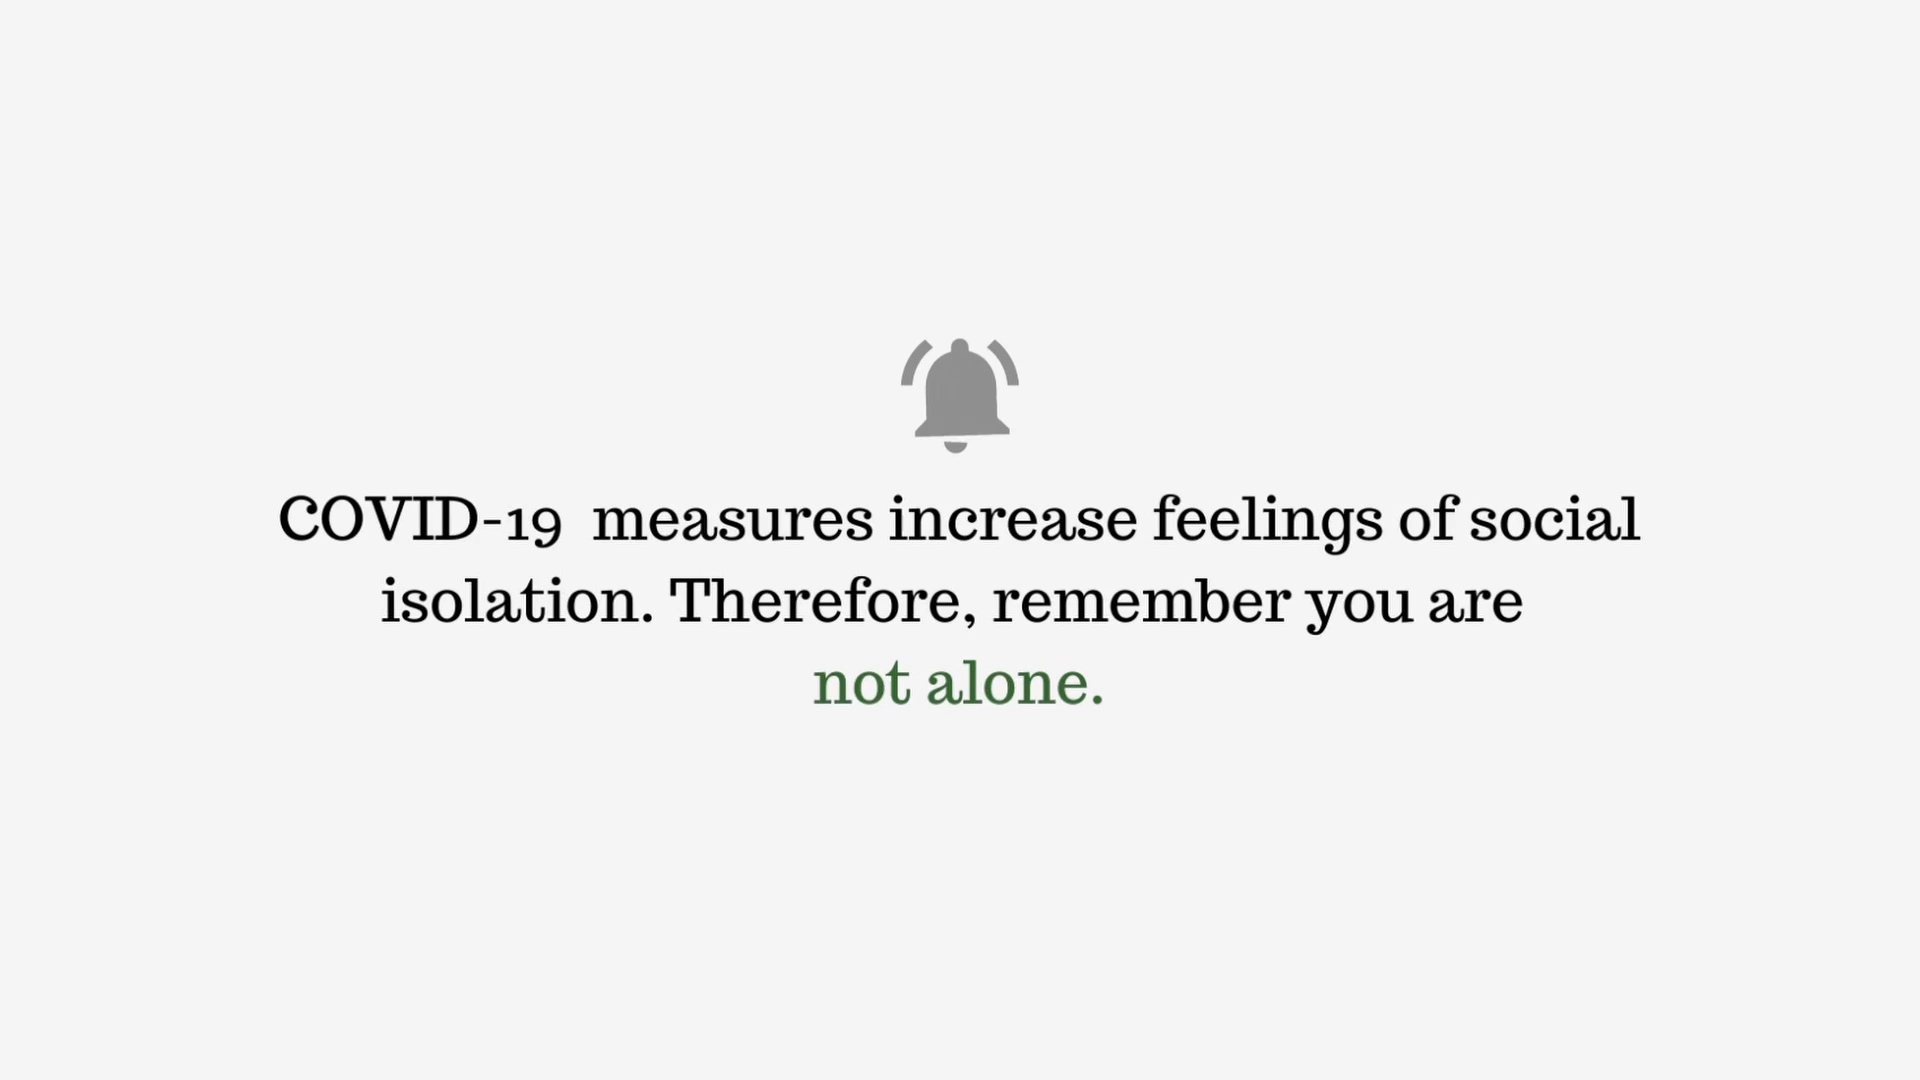 COVID-19  measures increase feelings of social
isolation. Therefore, remember you are
not alone.